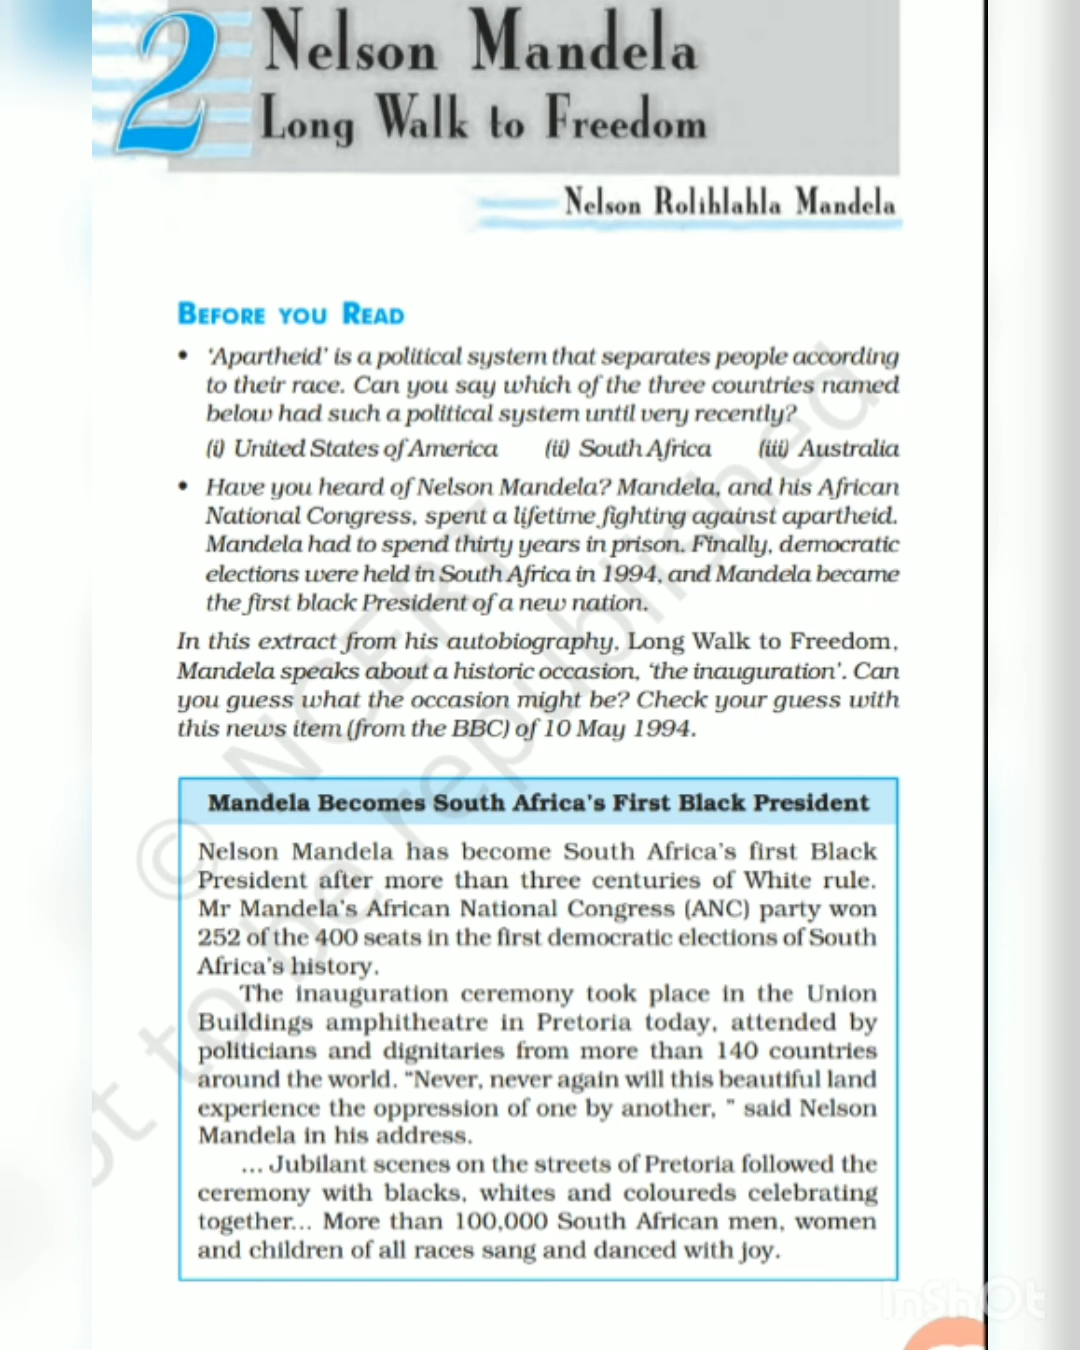 2
Nelson Mandela
Long Walk to Freedom
Nelson Rolihlahla Mandela
BEFORE YOU READ
• 'Apartheid' is a political system that separates people according
to their race. Can you say which of the three countries named
below had such a political system until very recently?
(i) United States of America (ii) South Africa (iii) Australia
• Have you heard of Nelson Mandela? Mandela, and his African
National Congress, spent a lifetime fighting against apartheid.
Mandela had to spend thirty years in prison. Finally, democratic
elections were held in South Africa in 1994, and Mandela became
the first black President of a new nation.
In this extract from his autobiography, Long Walk to Freedom,
Mandela speaks about a historic occasion, 'the inauguration'. Can
you guess what the occasion might be? Check your guess with
this news item (from the BBC) of 10 May 1994.
Mandela Becomes South Africa's First Black President
Nelson Mandela has become South Africa's first Black
President after more than three centuries of White rule.
Mr Mandela's African National Congress (ANC) party won
252 of the 400 seats in the first democratic elections of South
Africa's history.
The inauguration ceremony took place in the Union
Buildings amphitheatre in Pretoria today, attended by
politicians and dignitaries from more than 140 countries
around the world. "Never, never again will this beautiful land
experience the oppression of one by another, " said Nelson
Mandela in his address.
... Jubilant scenes on the streets of Pretoria followed the
ceremony with blacks, whites and coloureds celebrating
together... More than 100,000 South African men, women
and children of all races sang and danced with joy.
© NCERT
not to be republished
InShOt